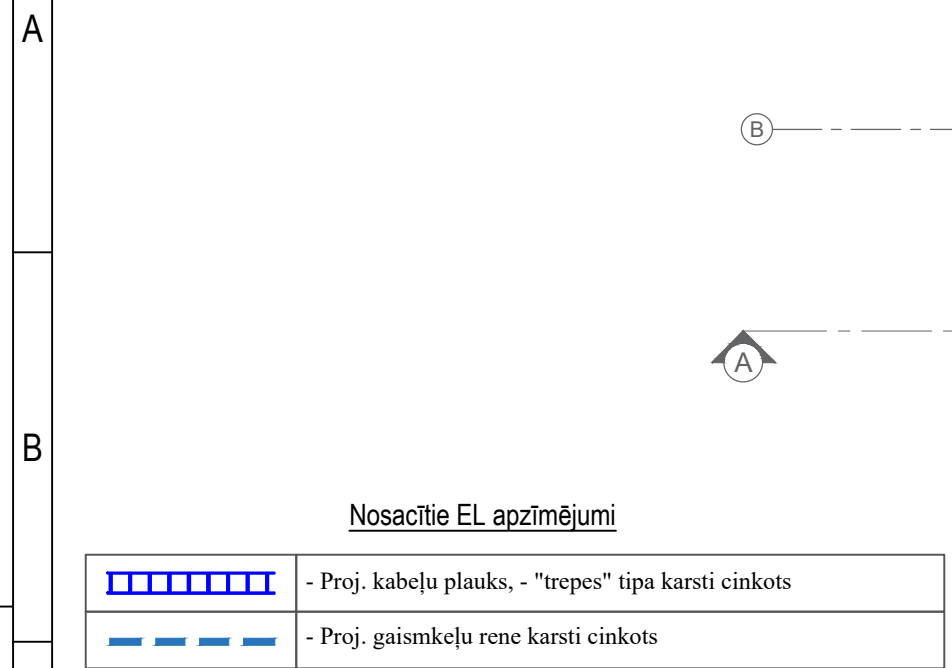 A
B
A
B
Nosacītie EL apzīmējumi
- Proj. kabeļu plauks, - "trepes" tipa karsti cinkots
- Proj. gaismkeļu rene karsti cinkots